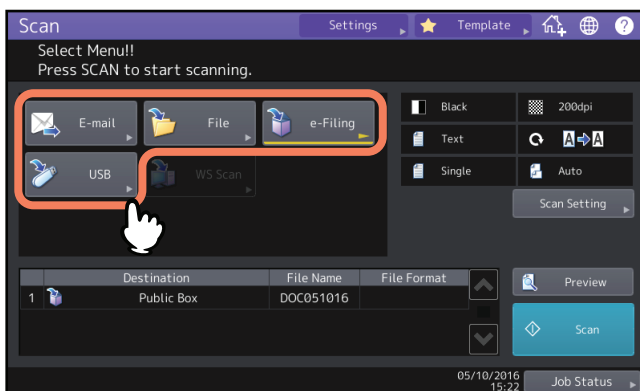 Scan
Settings
Template
?
Select Menu!!
Press SCAN to start scanning.
E-mail
File
e-Filing
USB
WS Scan
Black
200dpi
Text
A A
Single
Auto
Scan Setting
Destination File Name File Format
1 Public Box DOC051016
Preview
Scan
05/10/2016
15:22
Job Status